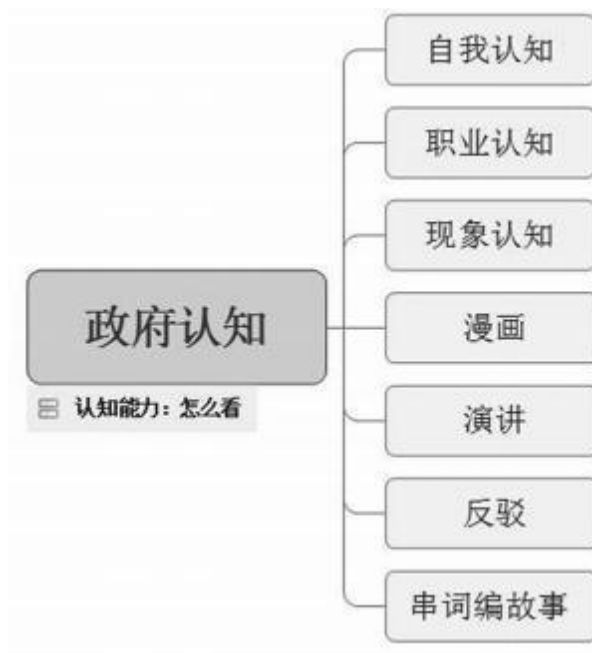 自我认知
职业认知
现象认知
政府认知
认知能力：怎么看
漫画
演讲
反驳
串词编故事